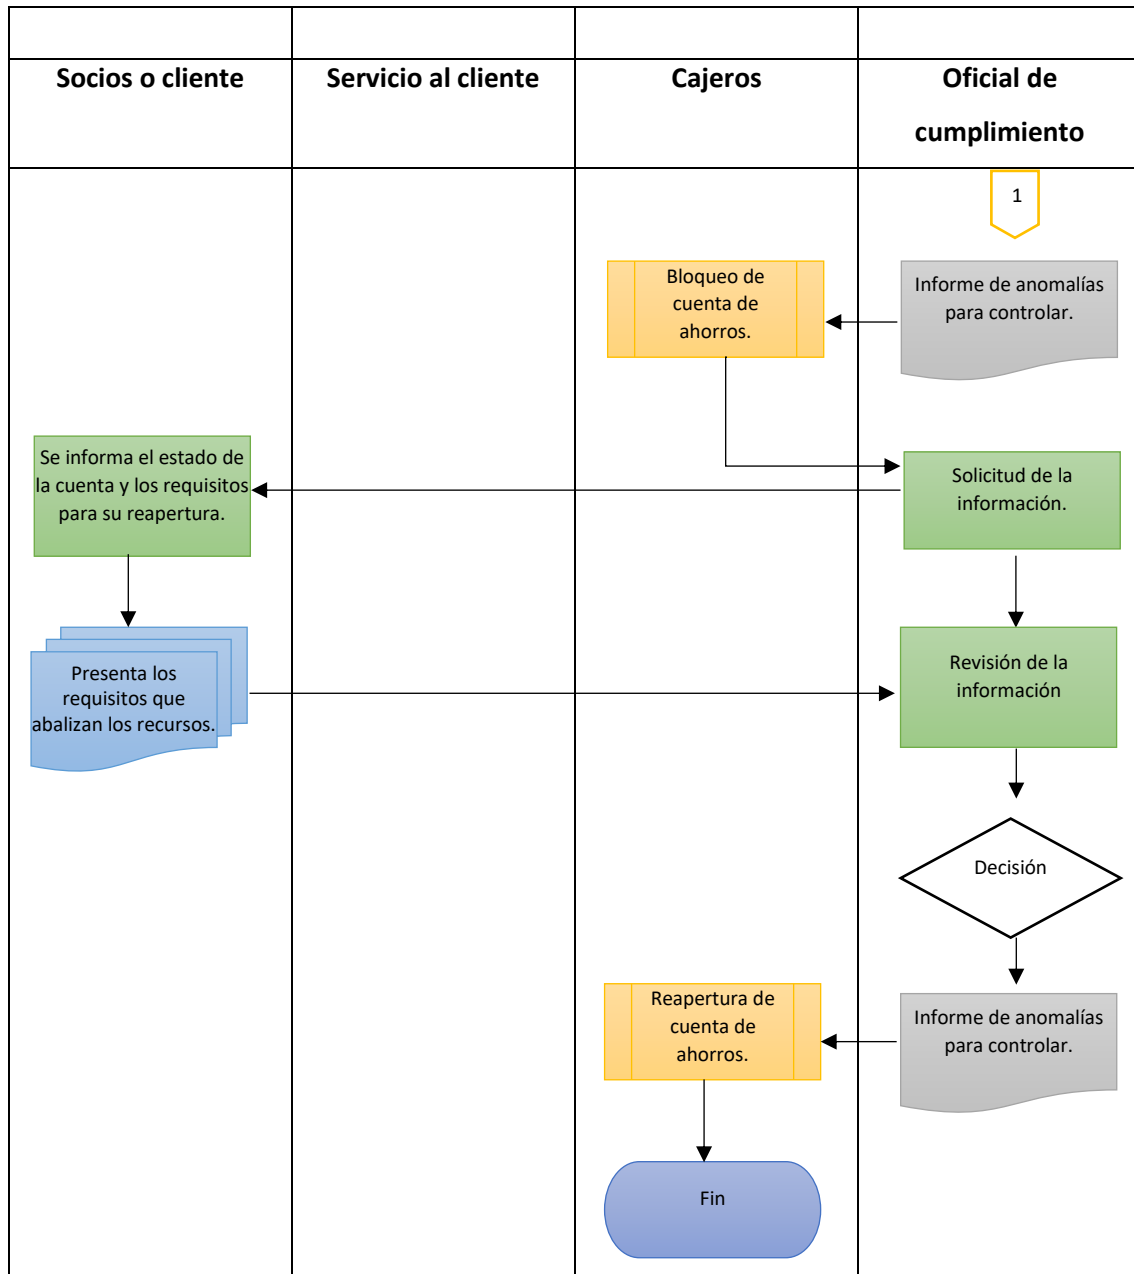 Socios o cliente
Servicio al cliente
Cajeros
Oficial de
cumplimiento
1
Bloqueo de
cuenta de
ahorros.
Informe de anomalías
para controlar.
Se informa el estado de
la cuenta y los requisitos
para su reapertura.
Solicitud de la
información.
Presenta los
requisitos que
abalizan los recursos.
Revisión de la
información
Decisión
Reapertura de
cuenta de
ahorros.
Informe de anomalías
para controlar.
Fin